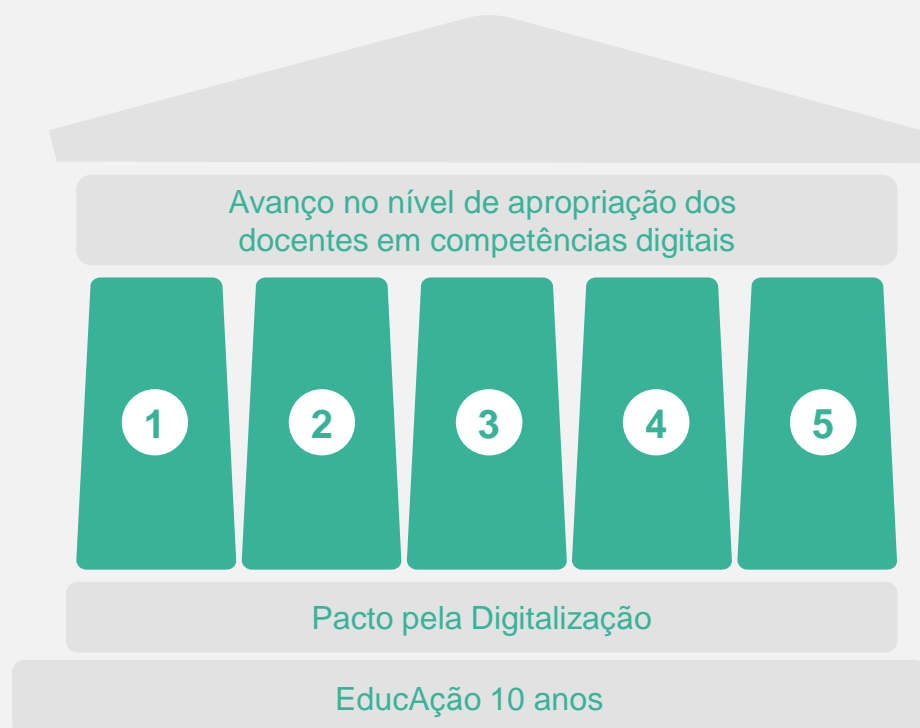 Avanço no nível de apropriação dos
docentes em competências digitais
1
2
3
4
5
Pacto pela Digitalização
EducAção 10 anos